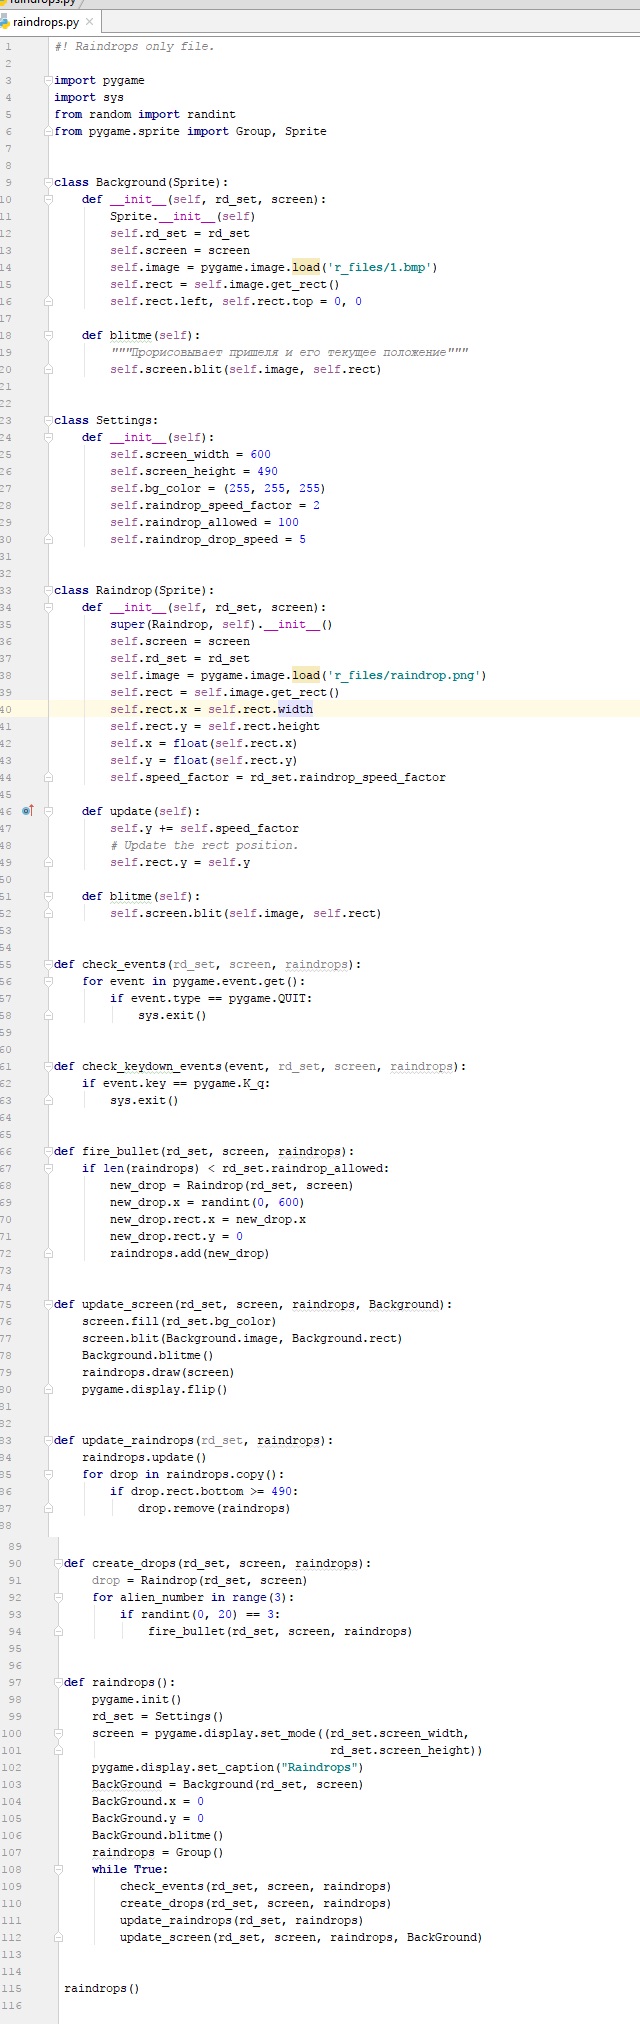 raindrops.py
raindrops.py ×
1 #! Raindrops only file.
2
3 import pygame
4 import sys
5 from random import randint
6 from pygame.sprite import Group, Sprite
7
8
9 class Background(Sprite):
10 def __init__(self, rd_set, screen):
11 Sprite.__init__(self)
12 self.rd_set = rd_set
13 self.screen = screen
14 self.image = pygame.image.load('r_files/1.bmp')
15 self.rect = self.image.get_rect()
16 self.rect.left, self.rect.top = 0, 0
17
18 def blitme(self):
19 """Прорисовывает пришеля и его текущее положение"""
20 self.screen.blit(self.image, self.rect)
21
22
23 class Settings:
24 def __init__(self):
25 self.screen_width = 600
26 self.screen_height = 490
27 self.bg_color = (255, 255, 255)
28 self.raindrop_speed_factor = 2
29 self.raindrop_allowed = 100
30 self.raindrop_drop_speed = 5
31
32
33 class Raindrop(Sprite):
34 def __init__(self, rd_set, screen):
35 super(Raindrop, self).__init__()
36 self.screen = screen
37 self.rd_set = rd_set
38 self.image = pygame.image.load('r_files/raindrop.png')
39 self.rect = self.image.get_rect()
40 self.rect.x = self.rect.width
41 self.rect.y = self.rect.height
42 self.x = float(self.rect.x)
43 self.y = float(self.rect.y)
44 self.speed_factor = rd_set.raindrop_speed_factor
45
46 def update(self):
47 self.y += self.speed_factor
48 # Update the rect position.
49 self.rect.y = self.y
50
51 def blitme(self):
52 self.screen.blit(self.image, self.rect)
53
54
55 def check_events(rd_set, screen, raindrops):
56 for event in pygame.event.get():
57 if event.type == pygame.QUIT:
58 sys.exit()
59
60
61 def check_keydown_events(event, rd_set, screen, raindrops):
62 if event.key == pygame.K_q:
63 sys.exit()
64
65
66 def fire_bullet(rd_set, screen, raindrops):
67 if len(raindrops) < rd_set.raindrop_allowed:
68 new_drop = Raindrop(rd_set, screen)
69 new_drop.x = randint(0, 600)
70 new_drop.rect.x = new_drop.x
71 new_drop.rect.y = 0
72 raindrops.add(new_drop)
73
74
75 def update_screen(rd_set, screen, raindrops, Background):
76 screen.fill(rd_set.bg_color)
77 screen.blit(Background.image, Background.rect)
78 Background.blitme()
79 raindrops.draw(screen)
80 pygame.display.flip()
81
82
83 def update_raindrops(rd_set, raindrops):
84 raindrops.update()
85 for drop in raindrops.copy():
86 if drop.rect.bottom >= 490:
87 drop.remove(raindrops)
88
89
90 def create_drops(rd_set, screen, raindrops):
91 drop = Raindrop(rd_set, screen)
92 for alien_number in range(3):
93 if randint(0, 20) == 3:
94 fire_bullet(rd_set, screen, raindrops)
95
96
97 def raindrops():
98 pygame.init()
99 rd_set = Settings()
100 screen = pygame.display.set_mode((rd_set.screen_width,
101 rd_set.screen_height))
102 pygame.display.set_caption("Raindrops")
103 BackGround = Background(rd_set, screen)
104 BackGround.x = 0
105 BackGround.y = 0
106 BackGround.blitme()
107 raindrops = Group()
108 while True:
109 check_events(rd_set, screen, raindrops)
110 create_drops(rd_set, screen, raindrops)
111 update_raindrops(rd_set, raindrops)
112 update_screen(rd_set, screen, raindrops, BackGround)
113
114
115 raindrops()
116